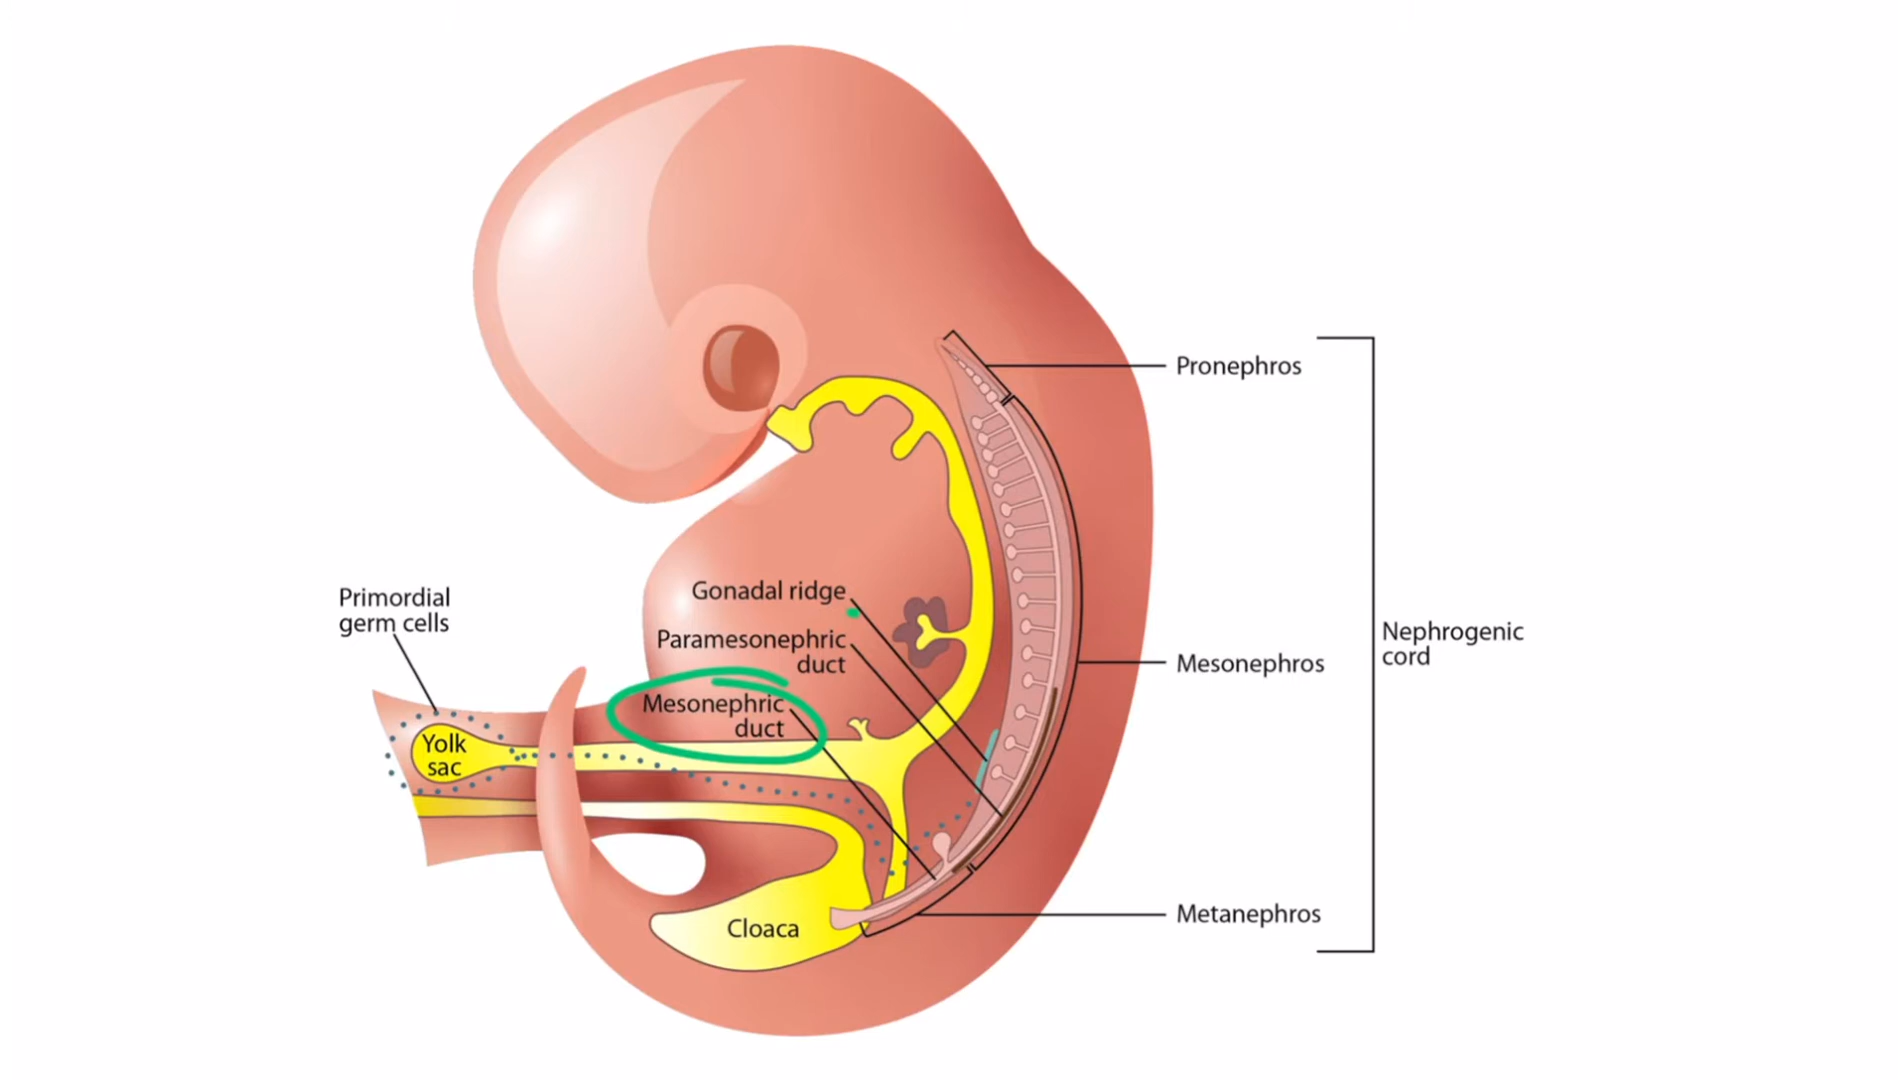 Pronephros
Gonadal ridge
Primordial
germ cells
Paramesonephric
duct
Nephrogenic
cord
Mesonephros
Mesonephric
duct
Yolk
sac
Metanephros
Cloaca